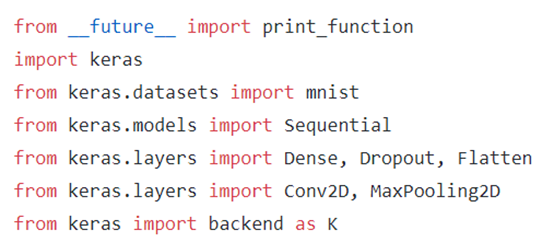 from __future__ import print_function
import keras
from keras.datasets import mnist
from keras.models import Sequential
from keras.layers import Dense, Dropout, Flatten
from keras.layers import Conv2D, MaxPooling2D
from keras import backend as K